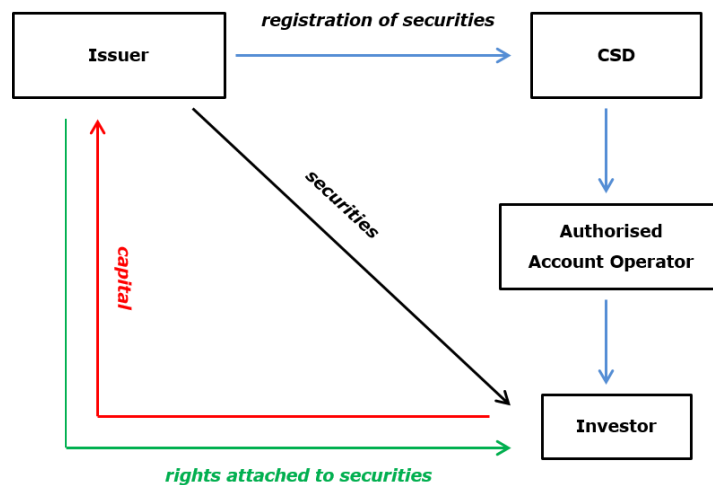 registration of securities
Issuer
CSD
securities
Authorised
Account Operator
capital
Investor
rights attached to securities